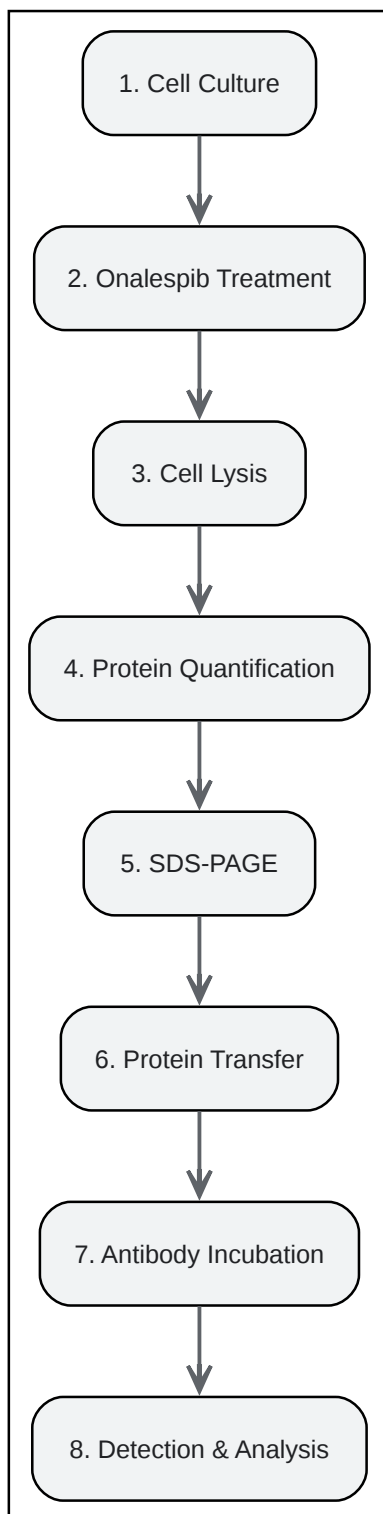 1. Cell Culture
2. Onalespib Treatment
3. Cell Lysis
4. Protein Quantification
5. SDS-PAGE
6. Protein Transfer
7. Antibody Incubation
8. Detection & Analysis